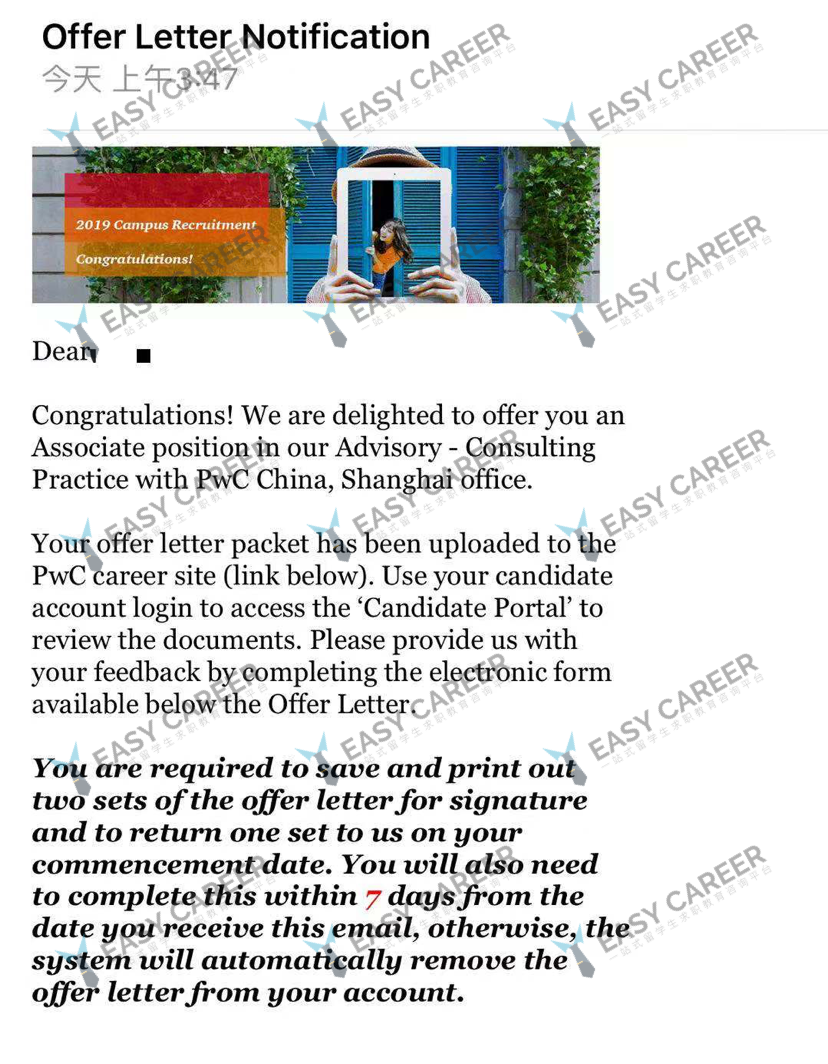 Offer Letter Notification
今天 上午3:47
2019 Campus Recruitment
Congratulations!
Dear
Congratulations! We are delighted to offer you an
Associate position in our Advisory - Consulting
Practice with PwC China, Shanghai office.
Your offer letter packet has been uploaded to the
PwC career site (link below). Use your candidate
account login to access the ‘Candidate Portal’ to
review the documents. Please provide us with
your feedback by completing the electronic form
available below the Offer Letter.
You are required to save and print out
two sets of the offer letter for signature
and to return one set to us on your
commencement date. You will also need
to complete this within 7 days from the
date you receive this email, otherwise, the
system will automatically remove the
offer letter from your account.
EASY CAREER
一站式留学生求职教育咨询平台